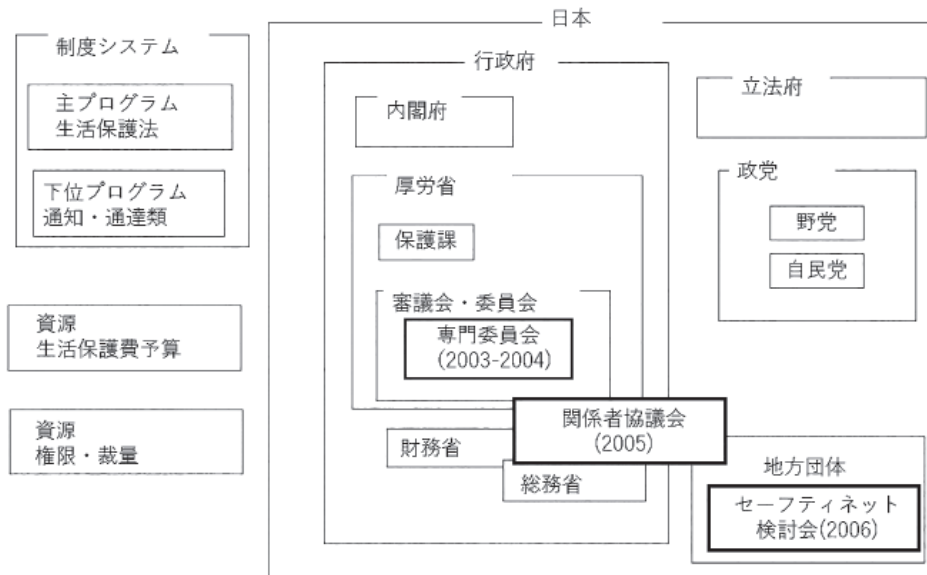 日本
制度システム
主プログラム
生活保護法
下位プログラム
通知・通達類
資源
生活保護費予算
資源
権限・裁量
行政府
内閣府
厚労省
保護課
審議会・委員会
専門委員会
(2003-2004)
関係者協議会
(2005)
財務省
総務省
立法府
政党
野党
自民党
地方団体
セーフティネット
検討会(2006)